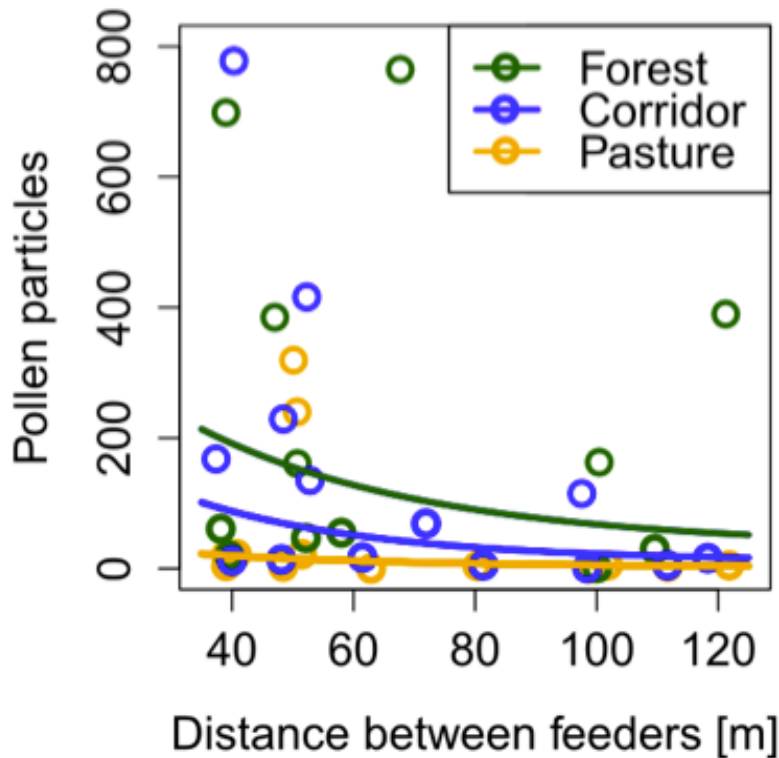 800
600
400
200
0
Pollen particles
Forest
Corridor
Pasture
40 60 80 100 120
Distance between feeders [m]